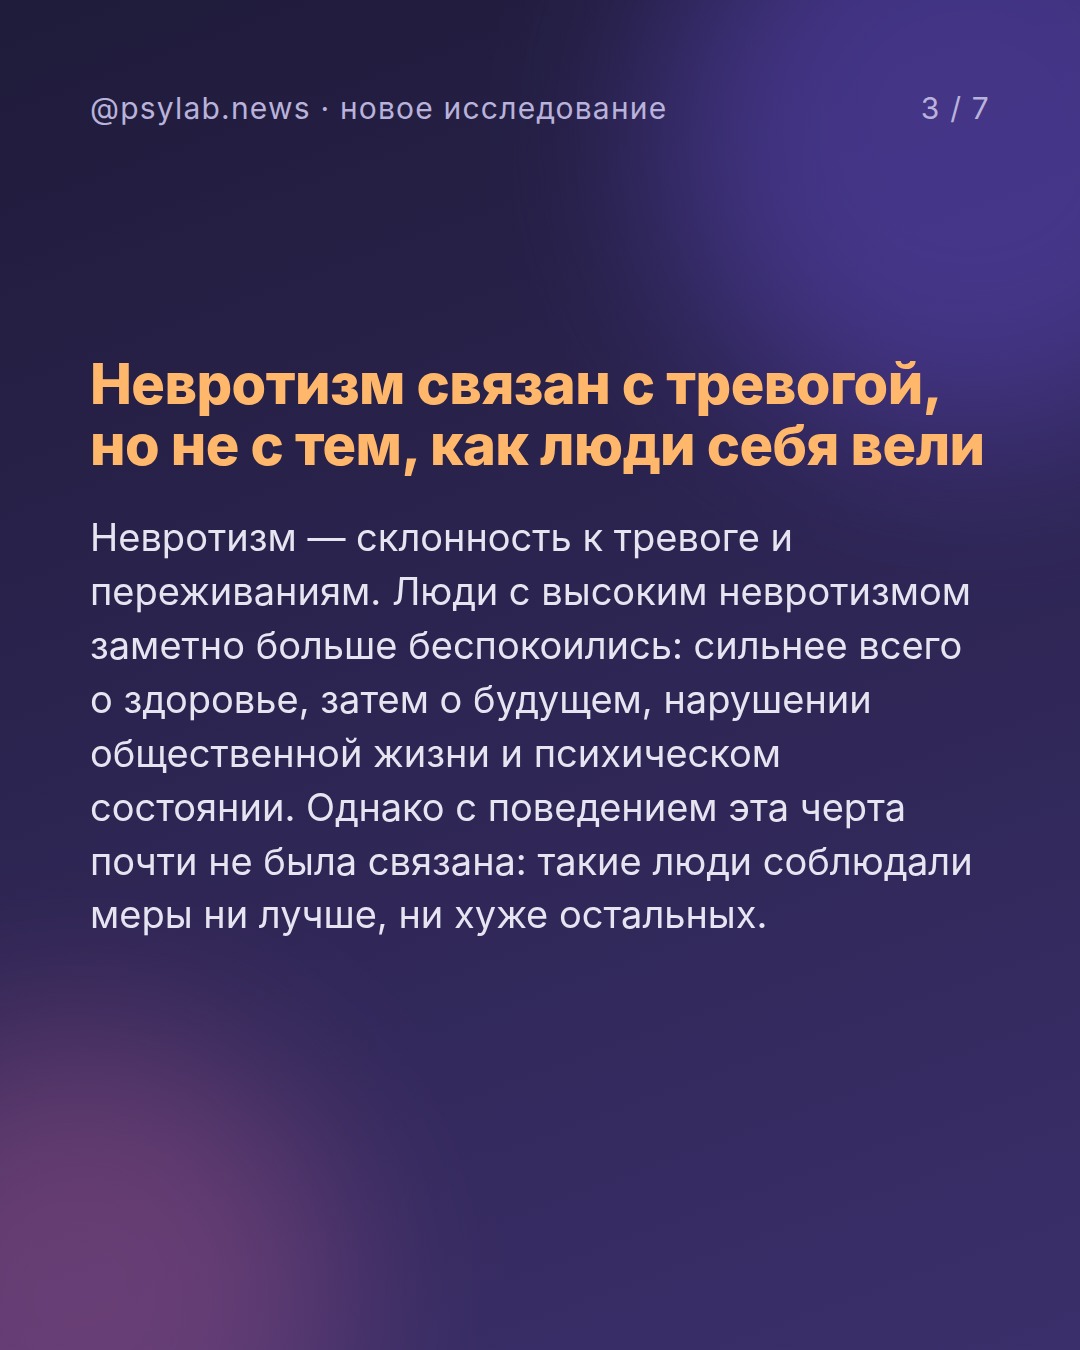 @psylab.news · новое исследование
3 / 7
Невротизм связан с тревогой,
но не с тем, как люди себя вели
Невротизм — склонность к тревоге и
переживаниям. Люди с высоким невротизмом
заметно больше беспокоились: сильнее всего
о здоровье, затем о будущем, нарушении
общественной жизни и психическом
состоянии. Однако с поведением эта черта
почти не была связана: такие люди соблюдали
меры ни лучше, ни хуже остальных.